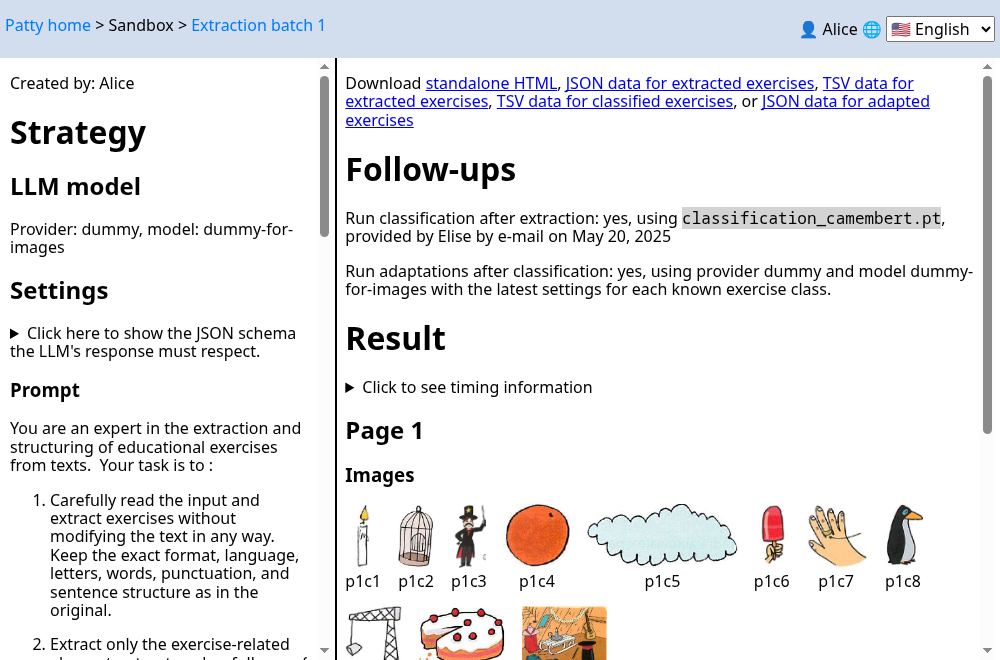 Patty home > Sandbox > Extraction batch 1
👤 Alice 🌐 🇺🇸 English
Created by: Alice
Strategy
LLM model
Provider: dummy, model: dummy-for-
images
Settings
▶ Click here to show the JSON schema
the LLM's response must respect.
Prompt
You are an expert in the extraction and
structuring of educational exercises
from texts.  Your task is to :
1. Carefully read the input and
extract exercises without
modifying the text in any way.
Keep the exact format, language,
letters, words, punctuation, and
sentence structure as in the
original.
2. Extract only the exercise-related
Download standalone HTML, JSON data for extracted exercises, TSV data for
extracted exercises, TSV data for classified exercises, or JSON data for adapted
exercises
Follow-ups
Run classification after extraction: yes, using classification_camembert.pt,
provided by Elise by e-mail on May 20, 2025
Run adaptations after classification: yes, using provider dummy and model dummy-
for-images with the latest settings for each known exercise class.
Result
▶ Click to see timing information
Page 1
Images
p1c1 p1c2 p1c3 p1c4 p1c5 p1c6 p1c7 p1c8